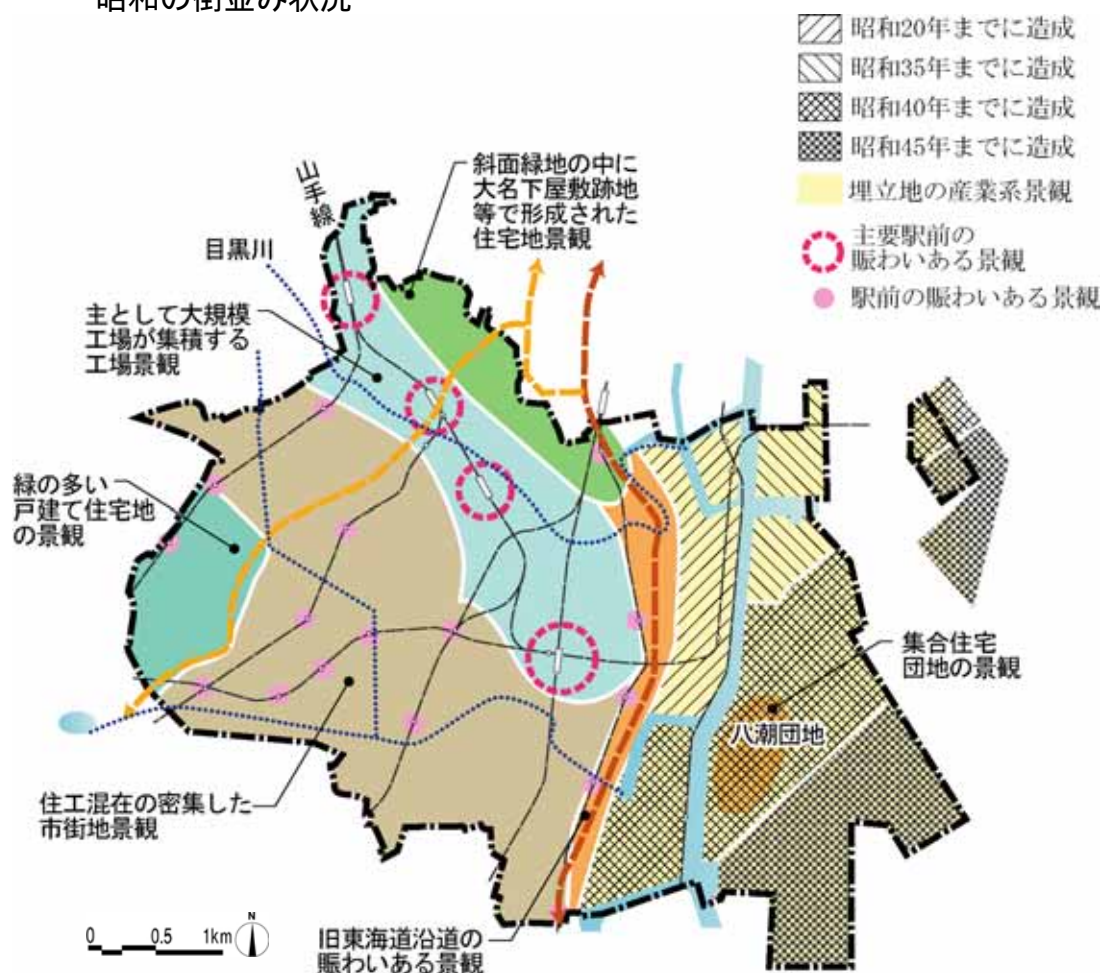 昭和の街並み状況
昭和20年までに造成
昭和35年までに造成
昭和40年までに造成
昭和45年までに造成
埋立地の産業系景観
主要駅前の
賑わいある景観
駅前の賑わいある景観
山手線
斜面緑地の中に
大名下屋敷跡地
等で形成された
住宅地景観
目黒川
主として大規模
工場が集積する
工場景観
緑の多い
戸建て住宅地
の景観
集合住宅
団地の景観
八潮団地
住工混在の密集した
市街地景観
旧東海道沿道の
賑わいある景観
0 0.5 1km
N